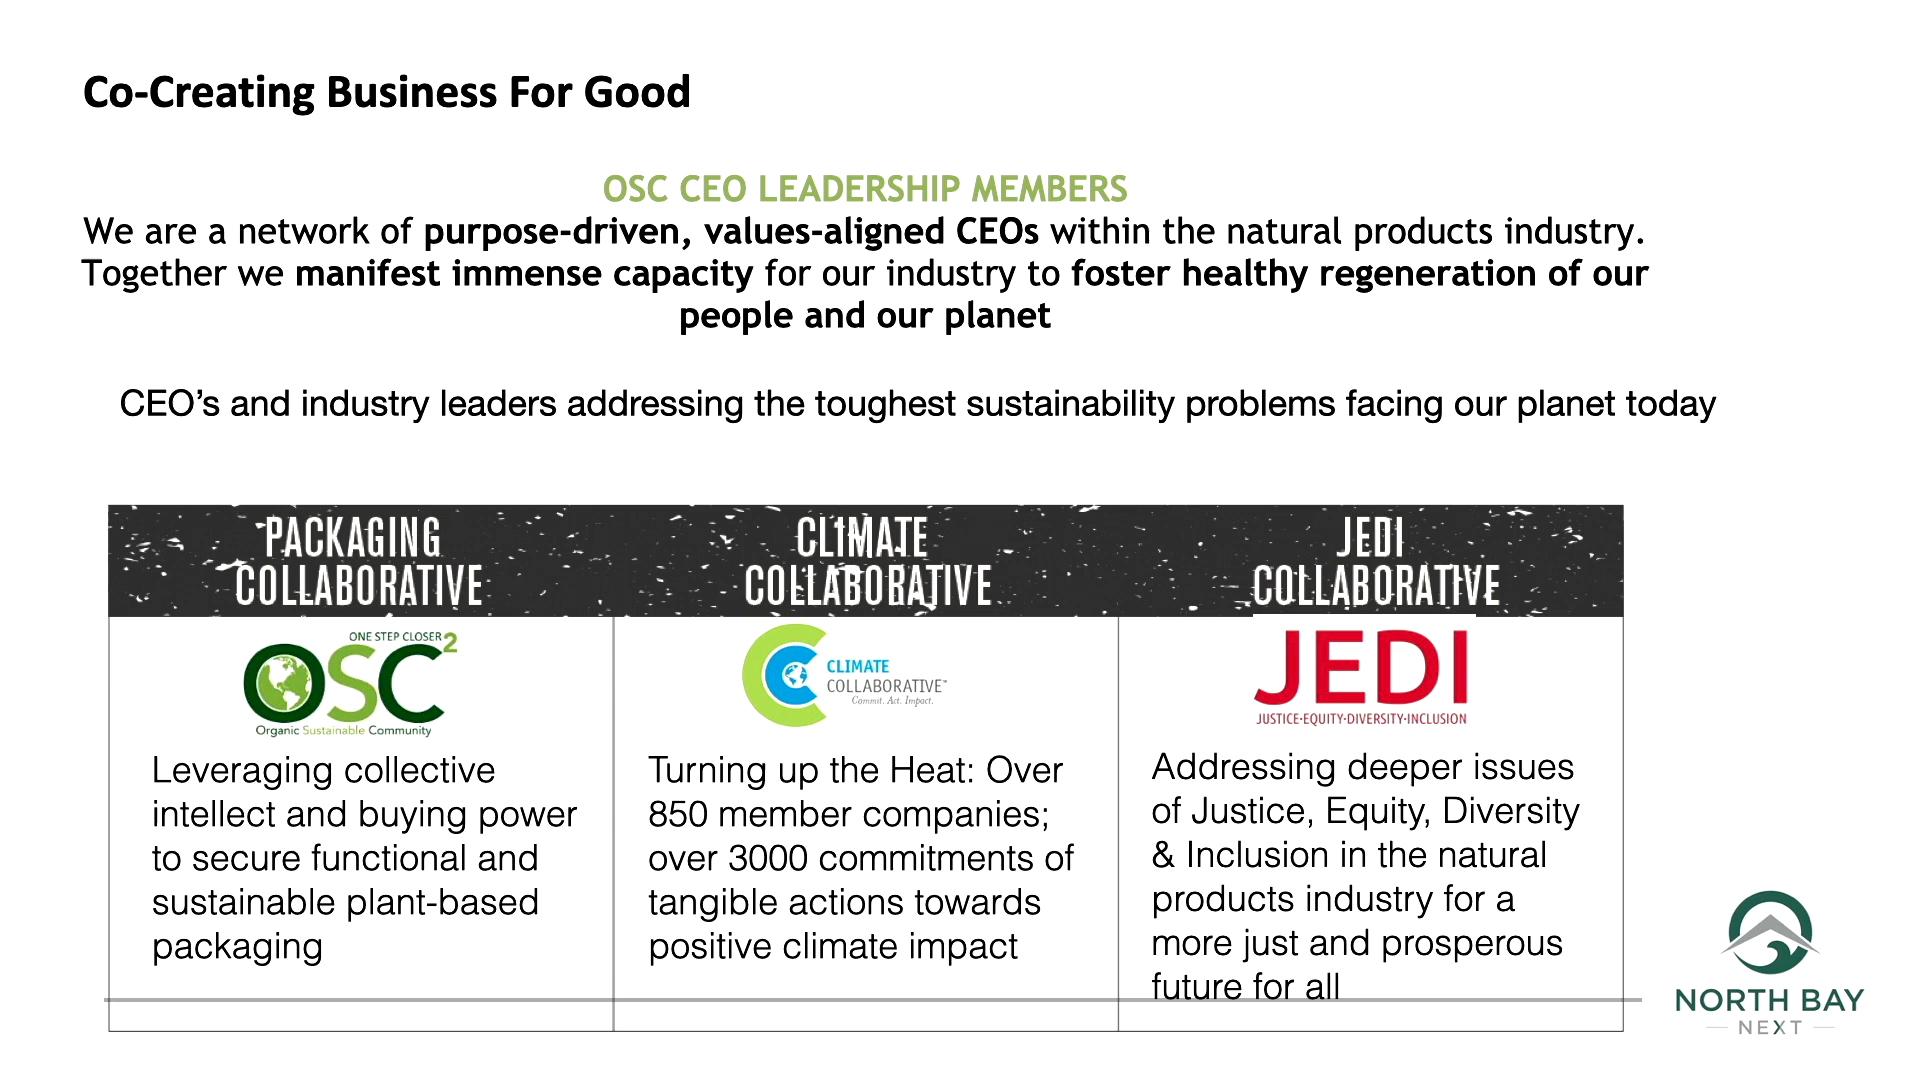 Co-Creating Business For Good
OSC CEO LEADERSHIP MEMBERS
We are a network of purpose-driven, values-aligned CEOs within the natural products industry.
Together we manifest immense capacity for our industry to foster healthy regeneration of our
people and our planet
CEO’s and industry leaders addressing the toughest sustainability problems facing our planet today
PACKAGING
COLLABORATIVE
ONE STEP CLOSER
OSC2
Organic Sustainable Community
Leveraging collective
intellect and buying power
to secure functional and
sustainable plant-based
packaging
CLIMATE
COLLABORATIVE
CLIMATE
COLLABORATIVE™
Commit. Act. Impact.
Turning up the Heat: Over
850 member companies;
over 3000 commitments of
tangible actions towards
positive climate impact
JEDI
COLLABORATIVE
JEDI
JUSTICE·EQUITY·DIVERSITY·INCLUSION
Addressing deeper issues
of Justice, Equity, Diversity
& Inclusion in the natural
products industry for a
more just and prosperous
future for all
NORTH BAY
NEXT